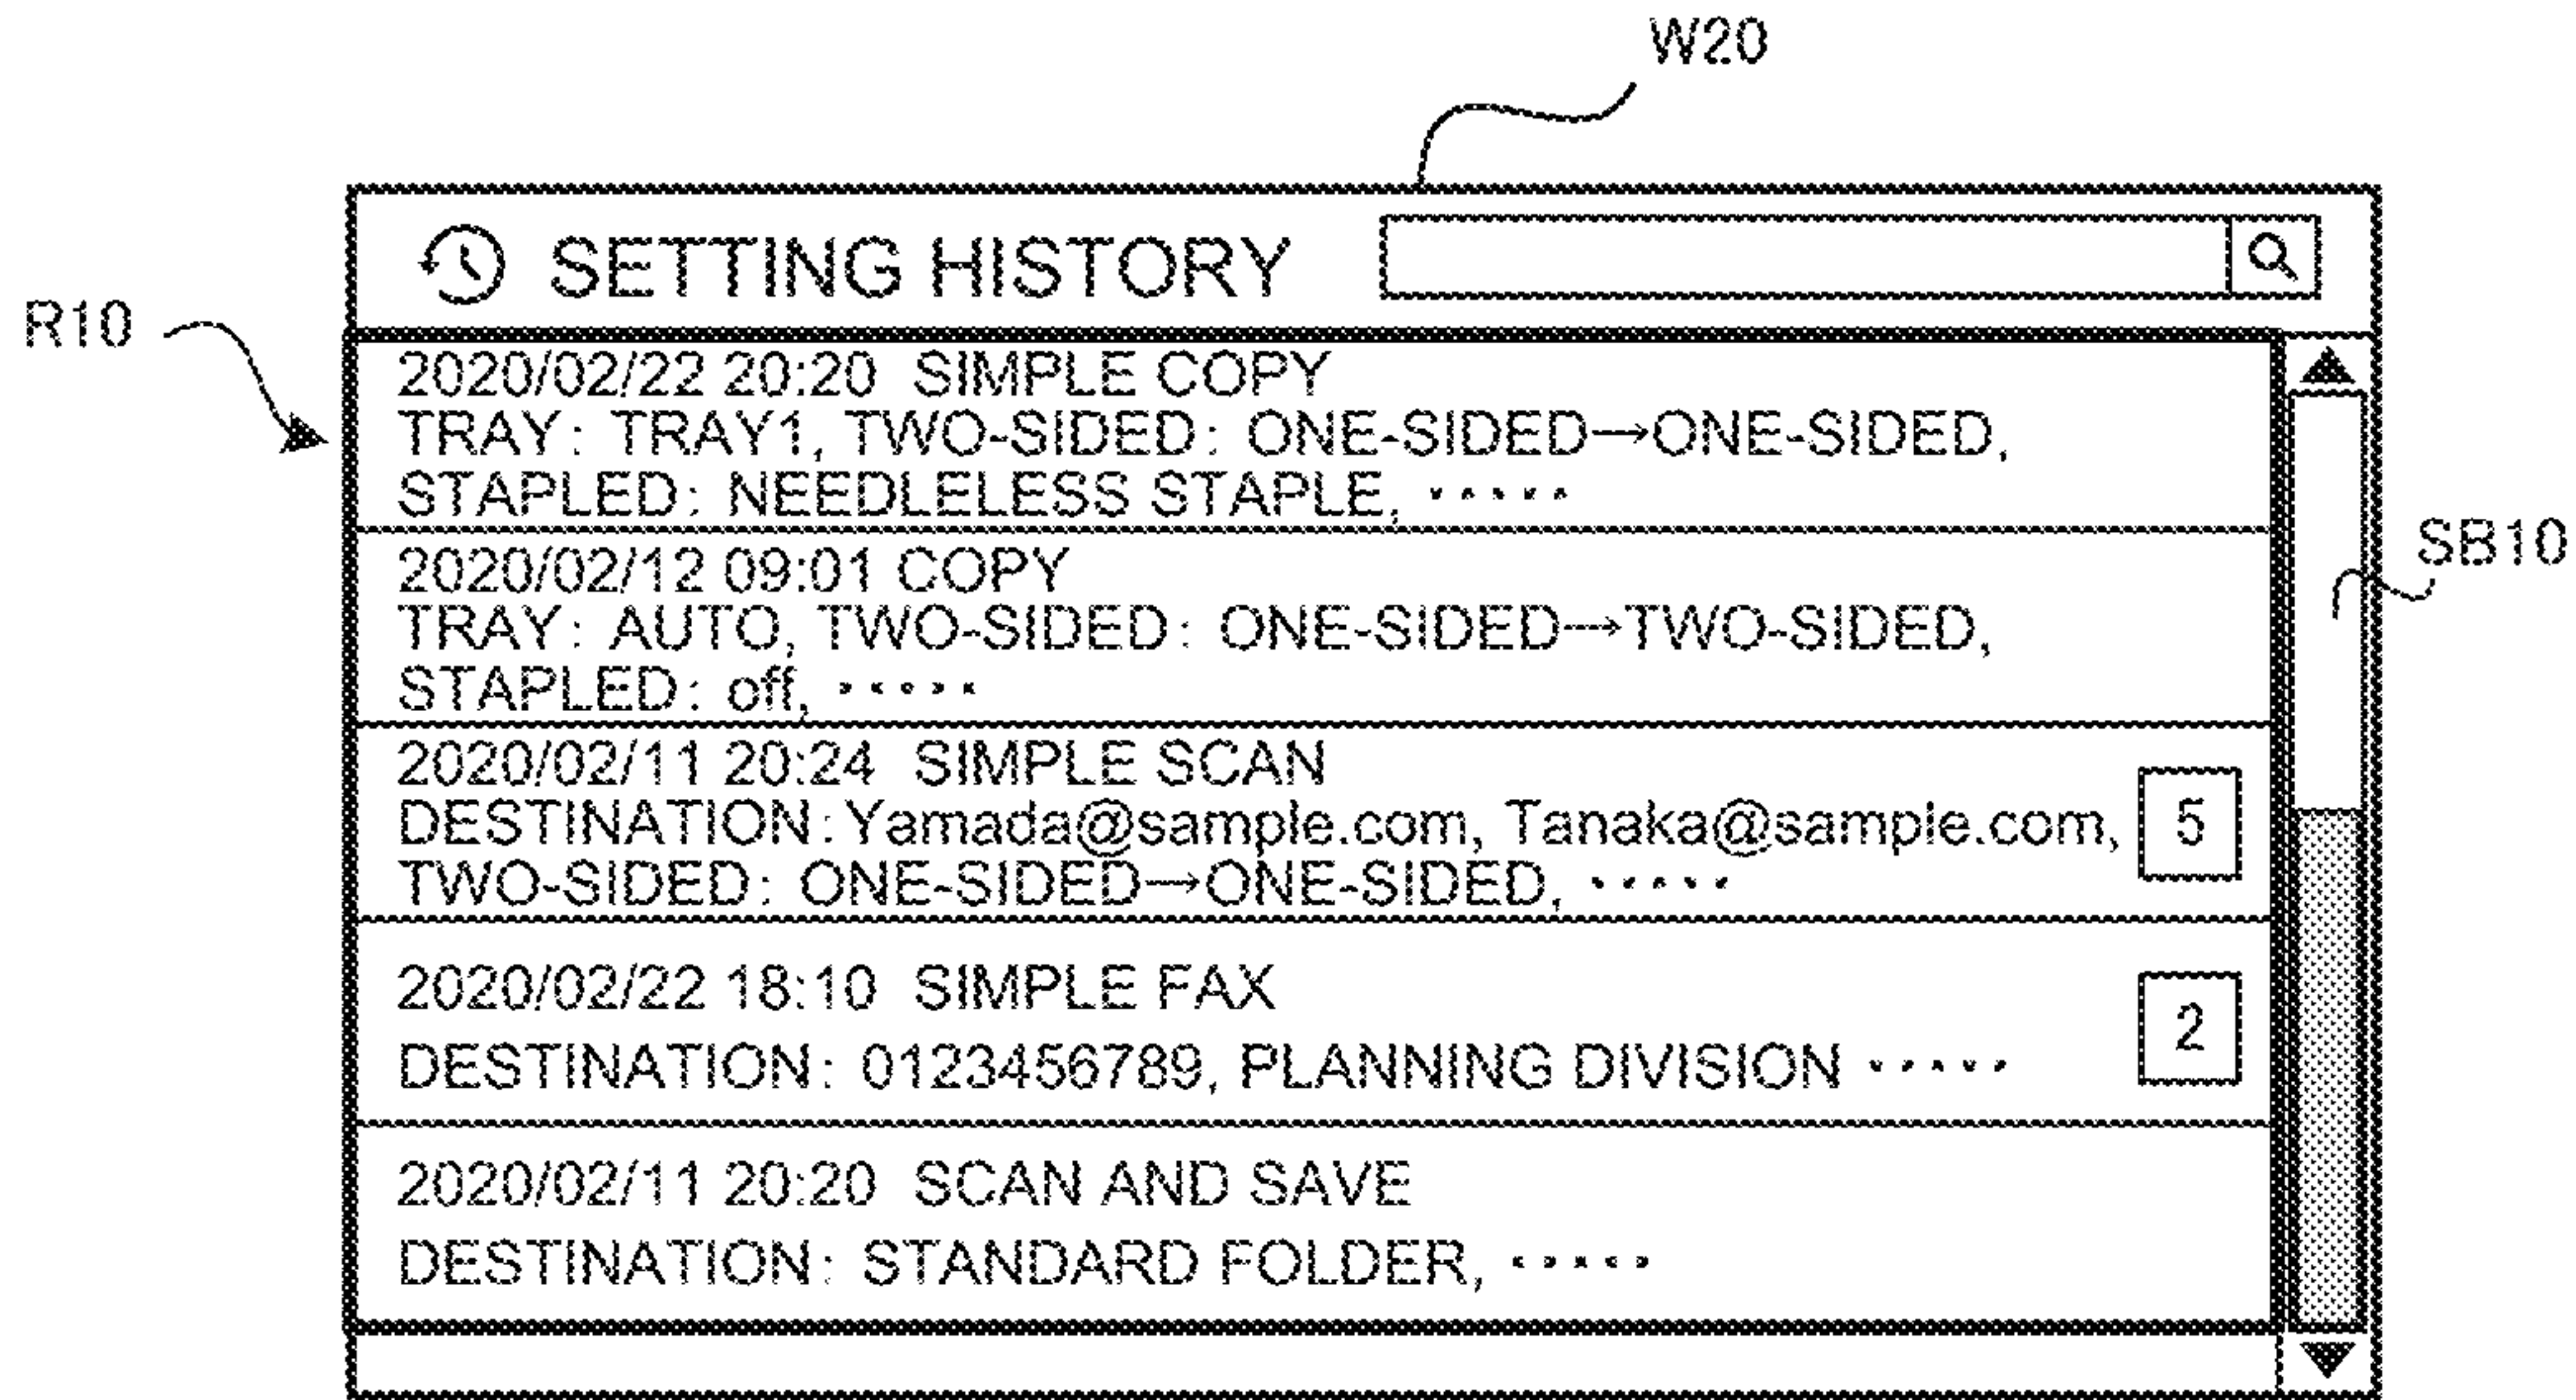 W20
SETTING HISTORY
R10
2020/02/22 20:20 SIMPLE COPY
TRAY: TRAY1, TWO-SIDED: ONE-SIDED→ONE-SIDED,
STAPLED: NEEDLELESS STAPLE, ·····
SB10
2020/02/12 09:01 COPY
TRAY: AUTO, TWO-SIDED: ONE-SIDED→TWO-SIDED,
STAPLED: off, ·····
2020/02/11 20:24 SIMPLE SCAN
DESTINATION: Yamada@sample.com, Tanaka@sample.com,
TWO-SIDED: ONE-SIDED→ONE-SIDED, ·····
5
2020/02/22 18:10 SIMPLE FAX
DESTINATION: 0123456789, PLANNING DIVISION ·····
2
2020/02/11 20:20 SCAN AND SAVE
DESTINATION: STANDARD FOLDER, ·····